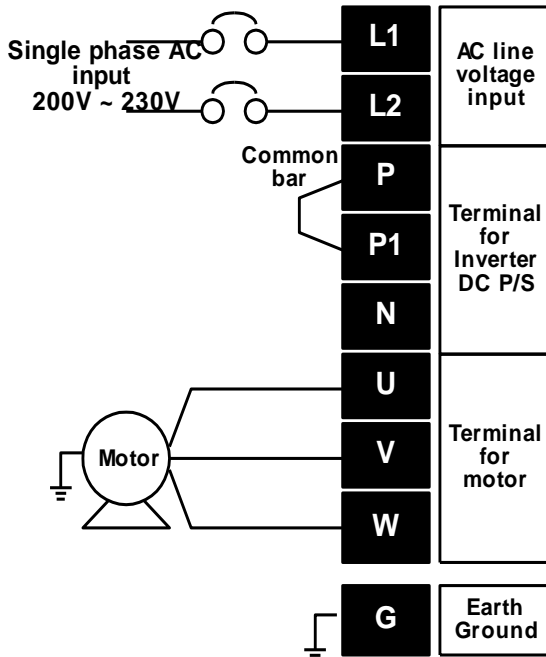 Single phase AC
input
200V ~ 230V
L1
L2
AC line
voltage
input
Common
bar
P
P1
N
Terminal
for
Inverter
DC P/S
Motor
U
V
W
Terminal
for
motor
G
Earth
Ground